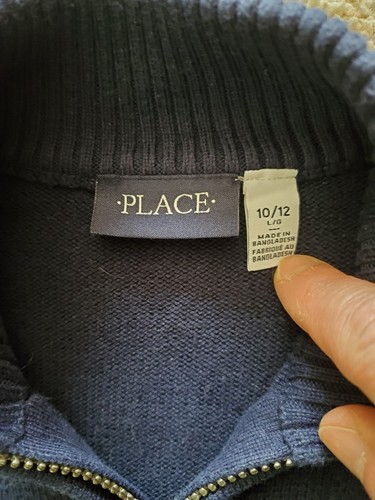 ·PLACE·
10/12
L/G
MADE IN
BANGLADESH
FABRIQUÉ AU
BANGLADESH